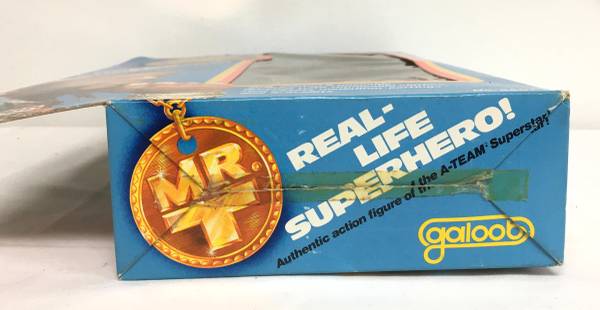 MR.
T
REAL-
LIFE
SUPERHERO!
Authentic action figure of the A-TEAM Superstar!
galoob